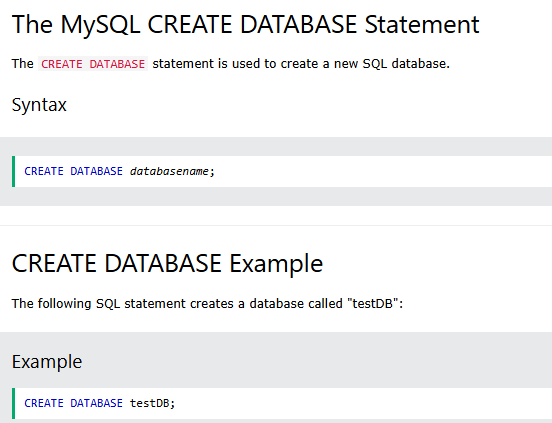 The MySQL CREATE DATABASE Statement
The CREATE DATABASE statement is used to create a new SQL database.
Syntax
CREATE DATABASE databasename;
CREATE DATABASE Example
The following SQL statement creates a database called "testDB":
Example
CREATE DATABASE testDB;